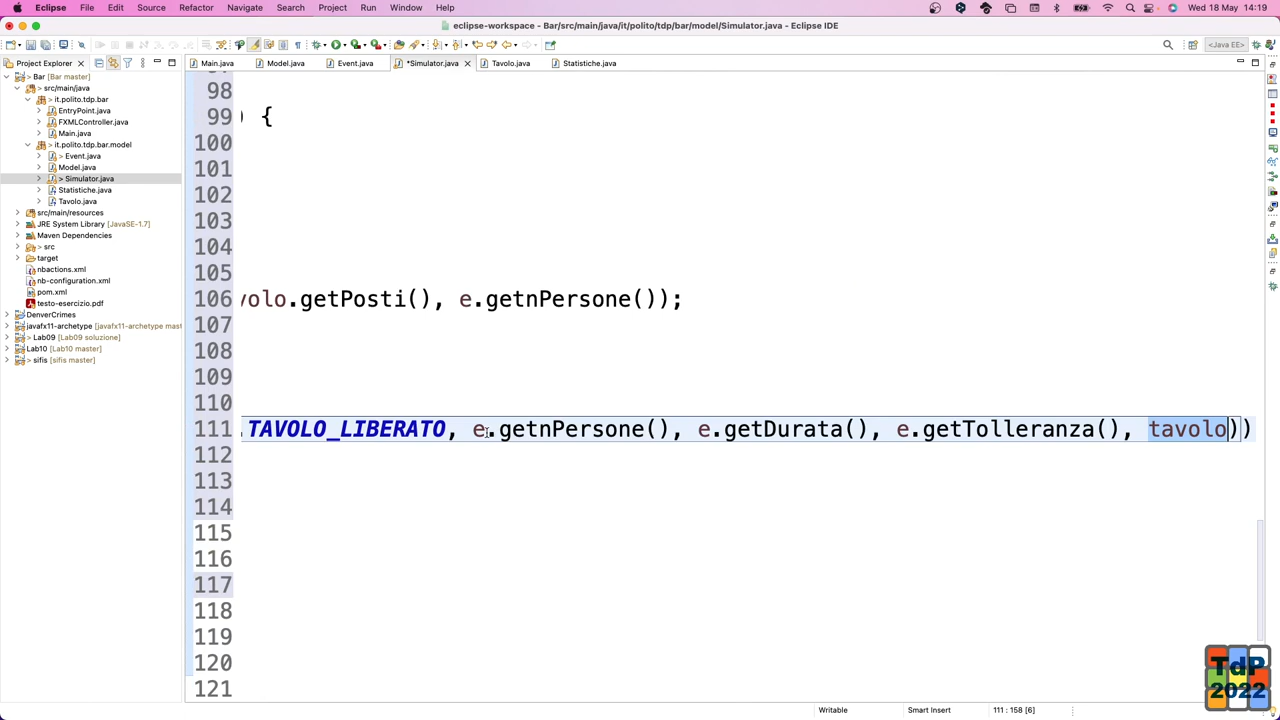 Eclipse File Edit Source Refactor Navigate Search Project Run Window Help Wed 18 May 14:19
eclipse-workspace - Bar/src/main/java/it/polito/tdp/bar/model/Simulator.java - Eclipse IDE
<Java EE>
Project Explorer
Main.java Model.java Event.java *Simulator.java Tavolo.java Statistiche.java
Bar [Bar master]
src/main/java
it.polito.tdp.bar
EntryPoint.java
FXMLController.java
Main.java
it.polito.tdp.bar.model
> Event.java
Model.java
> Simulator.java
Statistiche.java
Tavolo.java
src/main/resources
JRE System Library [JavaSE-1.7]
Maven Dependencies
src
target
nbactions.xml
nb-configuration.xml
pom.xml
testo-esercizio.pdf
DenverCrimes
javafx11-archetype [javafx11-archetype mast
> Lab09 [Lab09 soluzione]
Lab10 [Lab10 master]
> sifis [sifis master]
98
99 ) {
100
101
102
103
104
105
106 volo.getPosti(), e.getnPersone());
107
108
109
110
111 .TAVOLO_LIBERATO, e.getnPersone(), e.getDurata(), e.getTolleranza(), tavolo))
112
113
114
115
116
117
118
119
120
121
TdP
2022
Writable Smart Insert 111 : 158 [6]